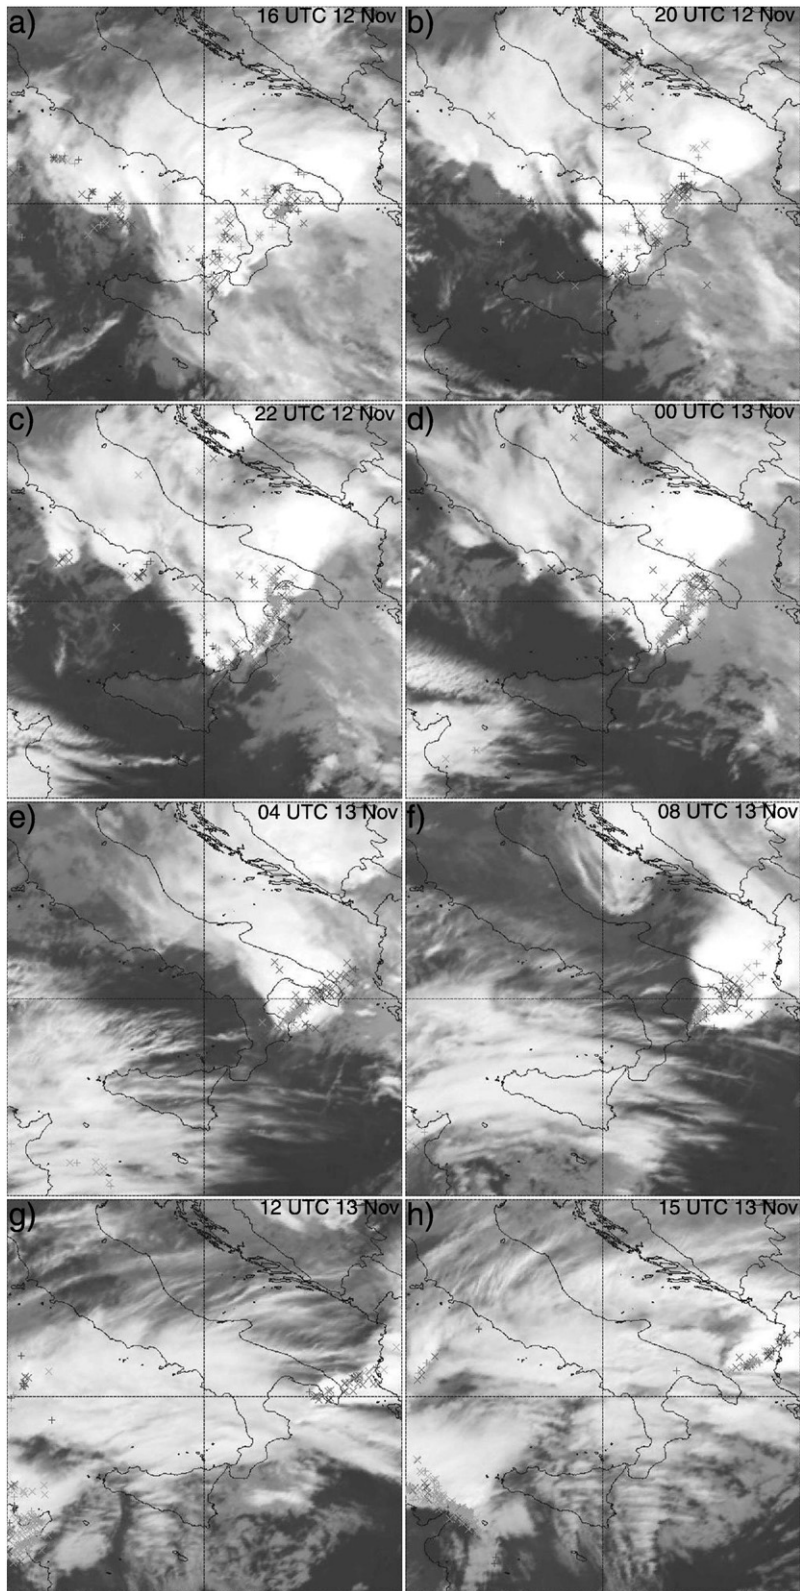 a) 16 UTC 12 Nov
b) 20 UTC 12 Nov
c) 22 UTC 12 Nov
d) 00 UTC 13 Nov
e) 04 UTC 13 Nov
f) 08 UTC 13 Nov
g) 12 UTC 13 Nov
h) 15 UTC 13 Nov